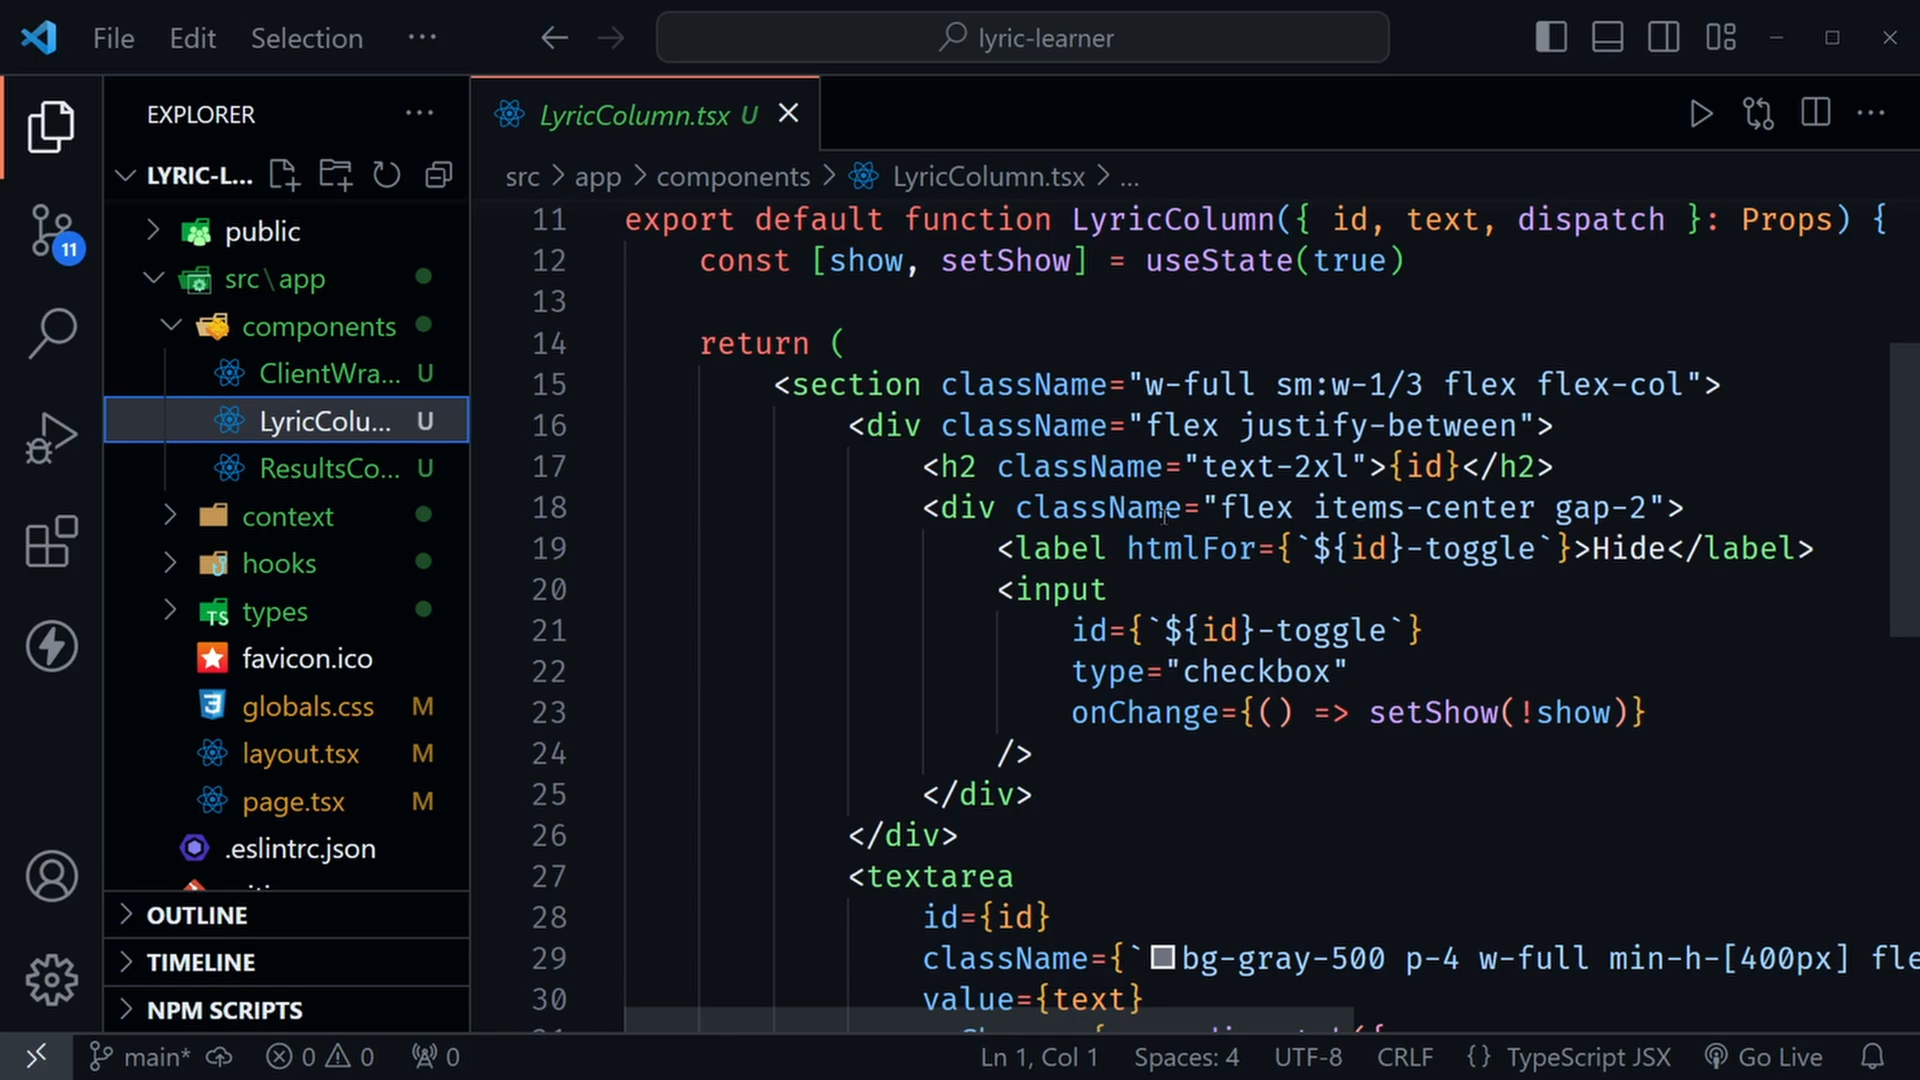 File Edit Selection ··· lyric-learner
EXPLORER ···
LYRIC-L...
public
src\app
components
ClientWra... U
LyricColu... U
ResultsCo... U
context
hooks
types
favicon.ico
globals.css M
layout.tsx M
page.tsx M
.eslintrc.json
OUTLINE
TIMELINE
NPM SCRIPTS
LyricColumn.tsx U
src > app > components > LyricColumn.tsx > ...
11 export default function LyricColumn({ id, text, dispatch }: Props) {
12 const [show, setShow] = useState(true)
13
14 return (
15 <section className="w-full sm:w-1/3 flex flex-col">
16 <div className="flex justify-between">
17 <h2 className="text-2xl">{id}</h2>
18 <div className="flex items-center gap-2">
19 <label htmlFor={`${id}-toggle`}>Hide</label>
20 <input
21 id={`${id}-toggle`}
22 type="checkbox"
23 onChange={() => setShow(!show)}
24 />
25 </div>
26 </div>
27 <textarea
28 id={id}
29 className={`bg-gray-500 p-4 w-full min-h-[400px] fle
30 value={text}
11
main* 0 0 0 Ln 1, Col 1 Spaces: 4 UTF-8 CRLF {} TypeScript JSX Go Live